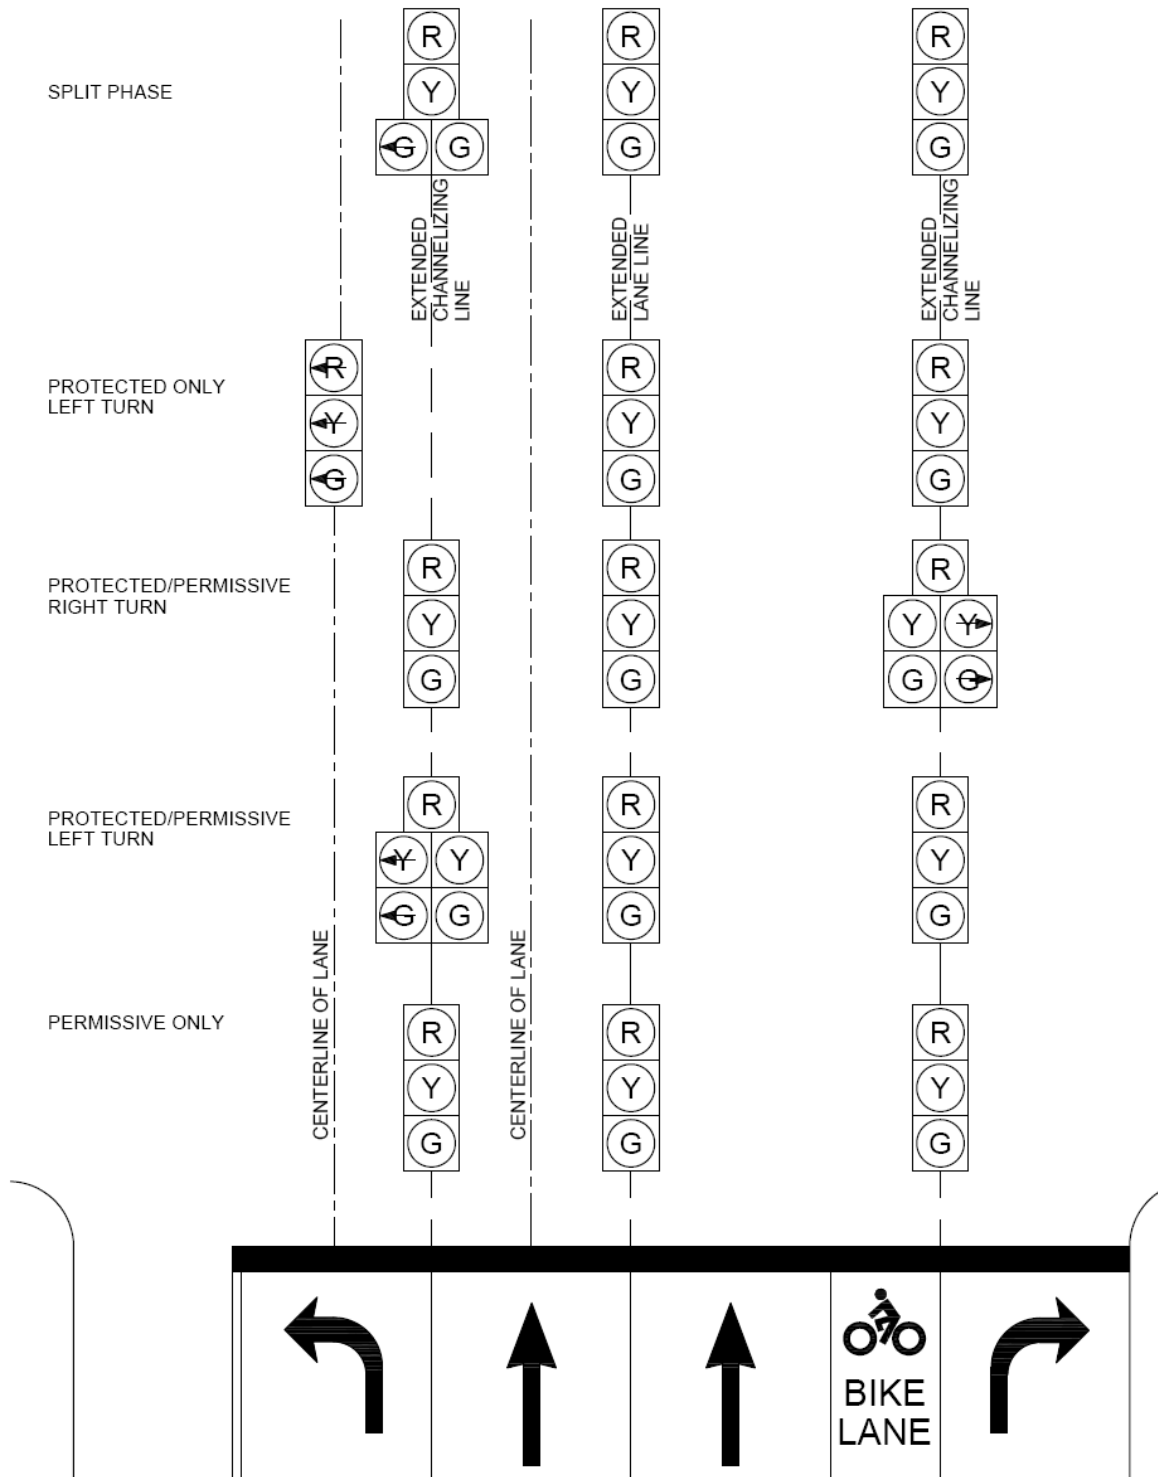 R R R
SPLIT PHASE Y Y Y
G G G G
EXTENDED
CHANNELIZING
LINE
EXTENDED
LANE LINE
EXTENDED
CHANNELIZING
LINE
R R R
PROTECTED ONLY
LEFT TURN
Y Y Y
G G G
R R R
PROTECTED/PERMISSIVE
RIGHT TURN
Y Y Y Y
G G G G
R R R
PROTECTED/PERMISSIVE
LEFT TURN
Y Y Y Y
G G G G
CENTERLINE OF LANE
CENTERLINE OF LANE
PERMISSIVE ONLY
R R R
Y Y Y
G G G
BIKE
LANE